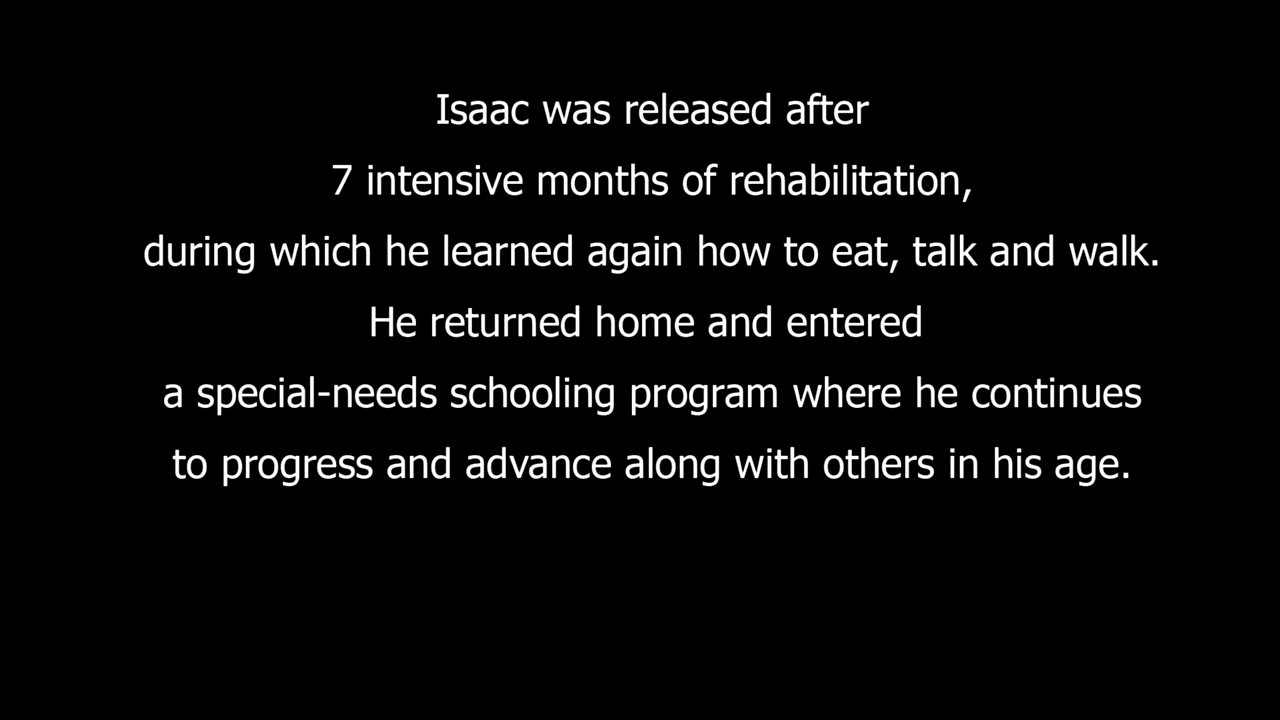 Isaac was released after
7 intensive months of rehabilitation,
during which he learned again how to eat, talk and walk.
He returned home and entered
a special-needs schooling program where he continues
to progress and advance along with others in his age.